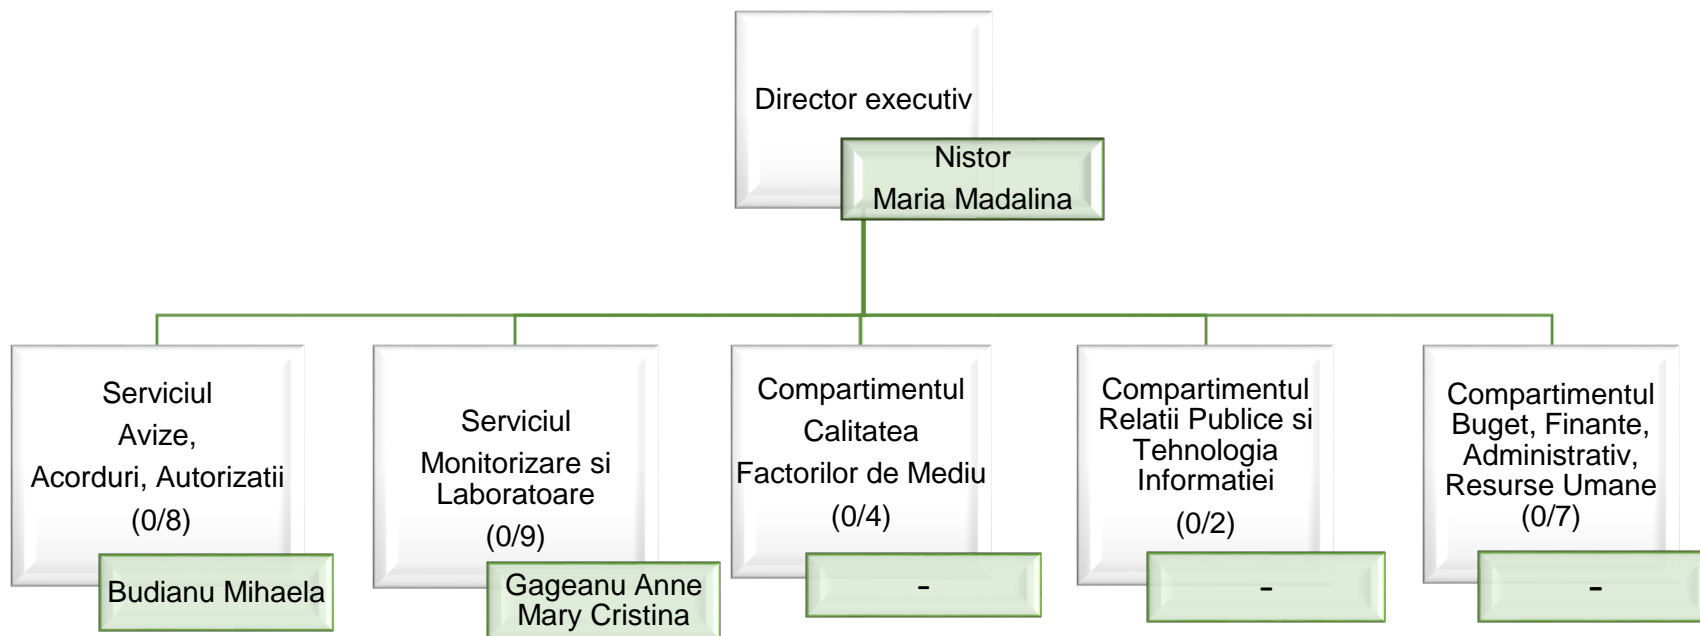 Director executiv
Nistor
Maria Madalina
Serviciul
Avize,
Acorduri, Autorizatii
(0/8)
Budianu Mihaela
Serviciul
Monitorizare si
Laboratoare
(0/9)
Gageanu Anne
Mary Cristina
Compartimentul
Calitatea
Factorilor de Mediu
(0/4)
-
Compartimentul
Relatii Publice si
Tehnologia
Informatiei
(0/2)
-
Compartimentul
Buget, Finante,
Administrativ,
Resurse Umane
(0/7)
-